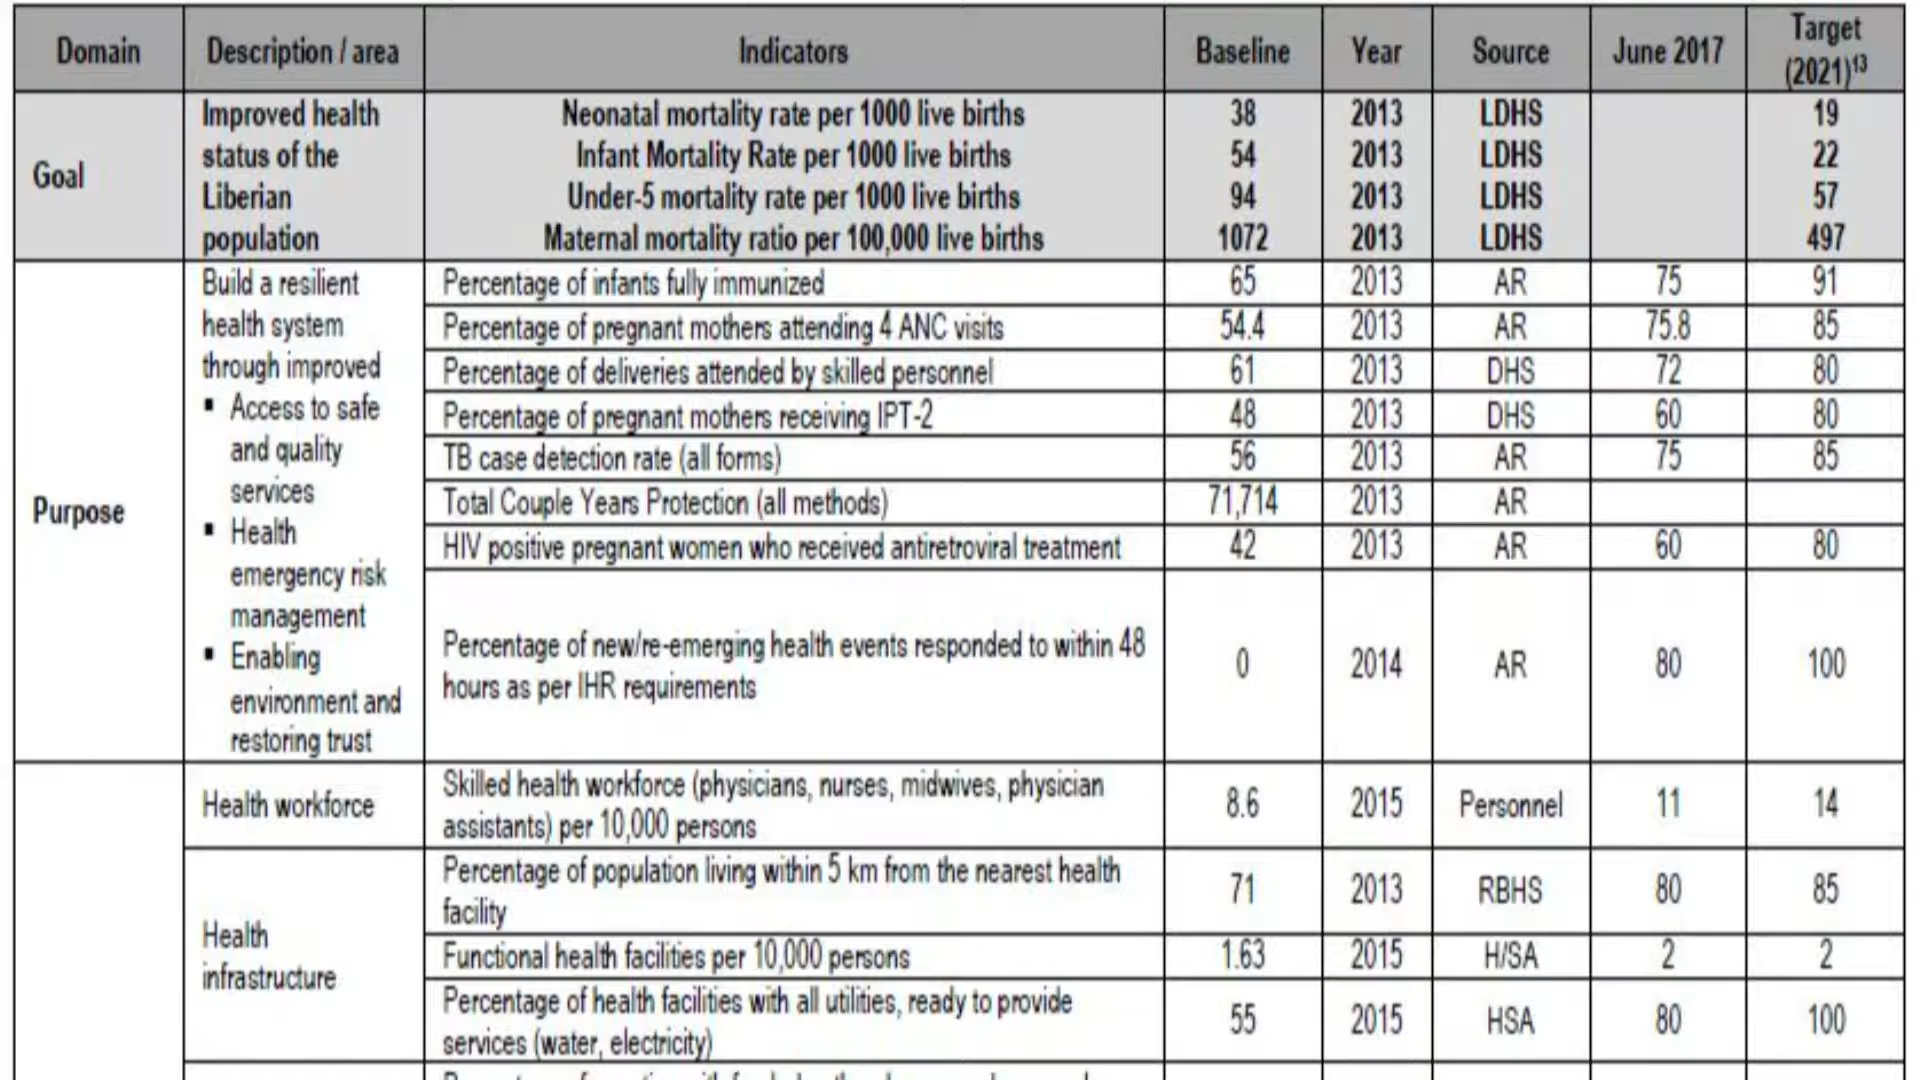 Domain Description / area Indicators Baseline Year Source June 2017 Target (2021)13
Goal
Improved health
status of the
Liberian
population
Neonatal mortality rate per 1000 live births 38 2013 LDHS 19
Infant Mortality Rate per 1000 live births 54 2013 LDHS 22
Under-5 mortality rate per 1000 live births 94 2013 LDHS 57
Maternal mortality ratio per 100,000 live births 1072 2013 LDHS 497
Purpose
Build a resilient
health system
through improved
▪ Access to safe
and quality
services
▪ Health
emergency risk
management
▪ Enabling
environment and
restoring trust
Percentage of infants fully immunized 65 2013 AR 75 91
Percentage of pregnant mothers attending 4 ANC visits 54.4 2013 AR 75.8 85
Percentage of deliveries attended by skilled personnel 61 2013 DHS 72 80
Percentage of pregnant mothers receiving IPT-2 48 2013 DHS 60 80
TB case detection rate (all forms) 56 2013 AR 75 85
Total Couple Years Protection (all methods) 71,714 2013 AR
HIV positive pregnant women who received antiretroviral treatment 42 2013 AR 60 80
Percentage of new/re-emerging health events responded to within 48
hours as per IHR requirements 0 2014 AR 80 100
Health workforce
Skilled health workforce (physicians, nurses, midwives, physician
assistants) per 10,000 persons 8.6 2015 Personnel 11 14
Health
infrastructure
Percentage of population living within 5 km from the nearest health
facility 71 2013 RBHS 80 85
Functional health facilities per 10,000 persons 1.63 2015 H/SA 2 2
Percentage of health facilities with all utilities, ready to provide
services (water, electricity) 55 2015 HSA 80 100